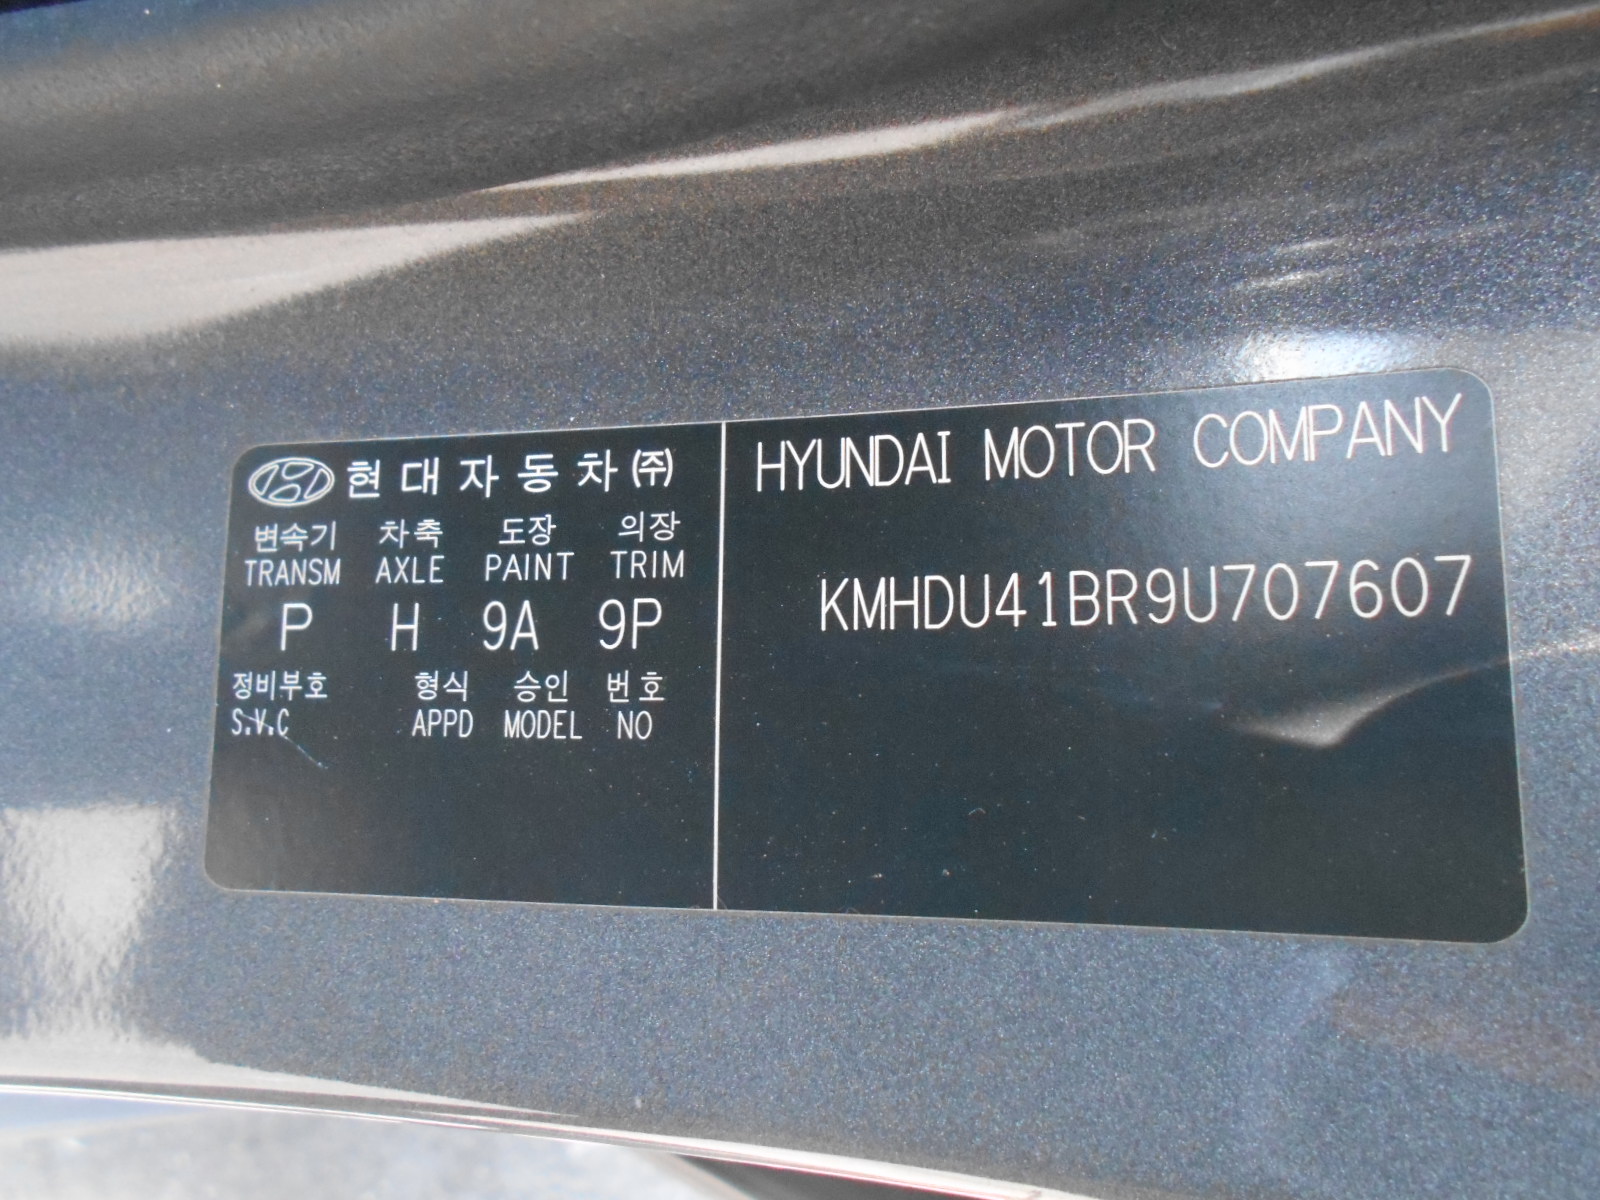 현대자동차㈜
변속기 차축 도장 의장
TRANSM AXLE PAINT TRIM
P H 9A 9P
정비부호 형식 승인 번호
S.V.C APPD MODEL NO
HYUNDAI MOTOR COMPANY
KMHDU41BR9U707607